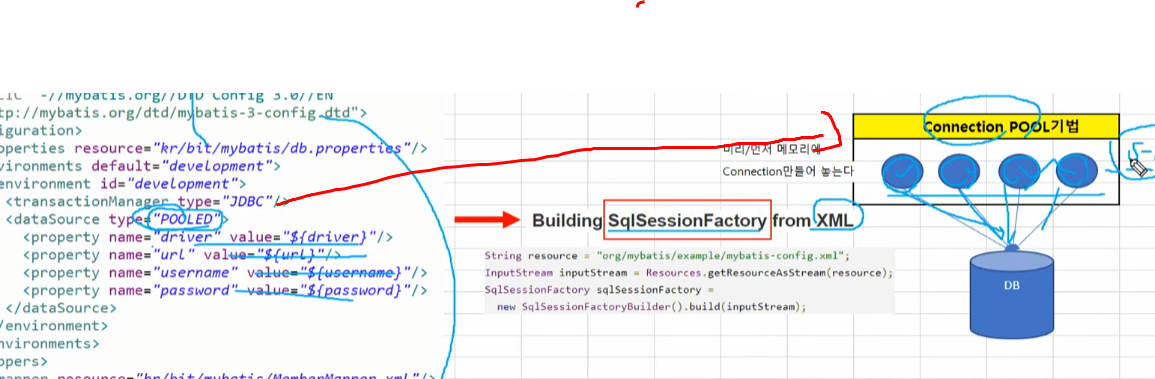 -//mybatis.org//DTD Config 3.0//EN
tp://mybatis.org/dtd/mybatis-3-config.dtd">
iguration>
operties resource="kr/bit/mybatis/db.properties"/>
vironments default="development">
environment id="development">
<transactionManager type="JDBC"/>
<dataSource type="POOLED">
<property name="driver" value="${driver}"/>
<property name="url" value="${url}"/>
<property name="username" value="${username}"/>
<property name="password" value="${password}"/>
</dataSource>
/environment>
nvironments>
ppers>
mapper resource="kr/bit/mybatis/MemberMapper.xml"/>
Building SqlSessionFactory from XML
String resource = "org/mybatis/example/mybatis-config.xml";
InputStream inputStream = Resources.getResourceAsStream(resource);
SqlSessionFactory sqlSessionFactory =
new SqlSessionFactoryBuilder().build(inputStream);
Connection POOL기법
미리/먼저 메모리에
Connection만들어 놓는다
DB